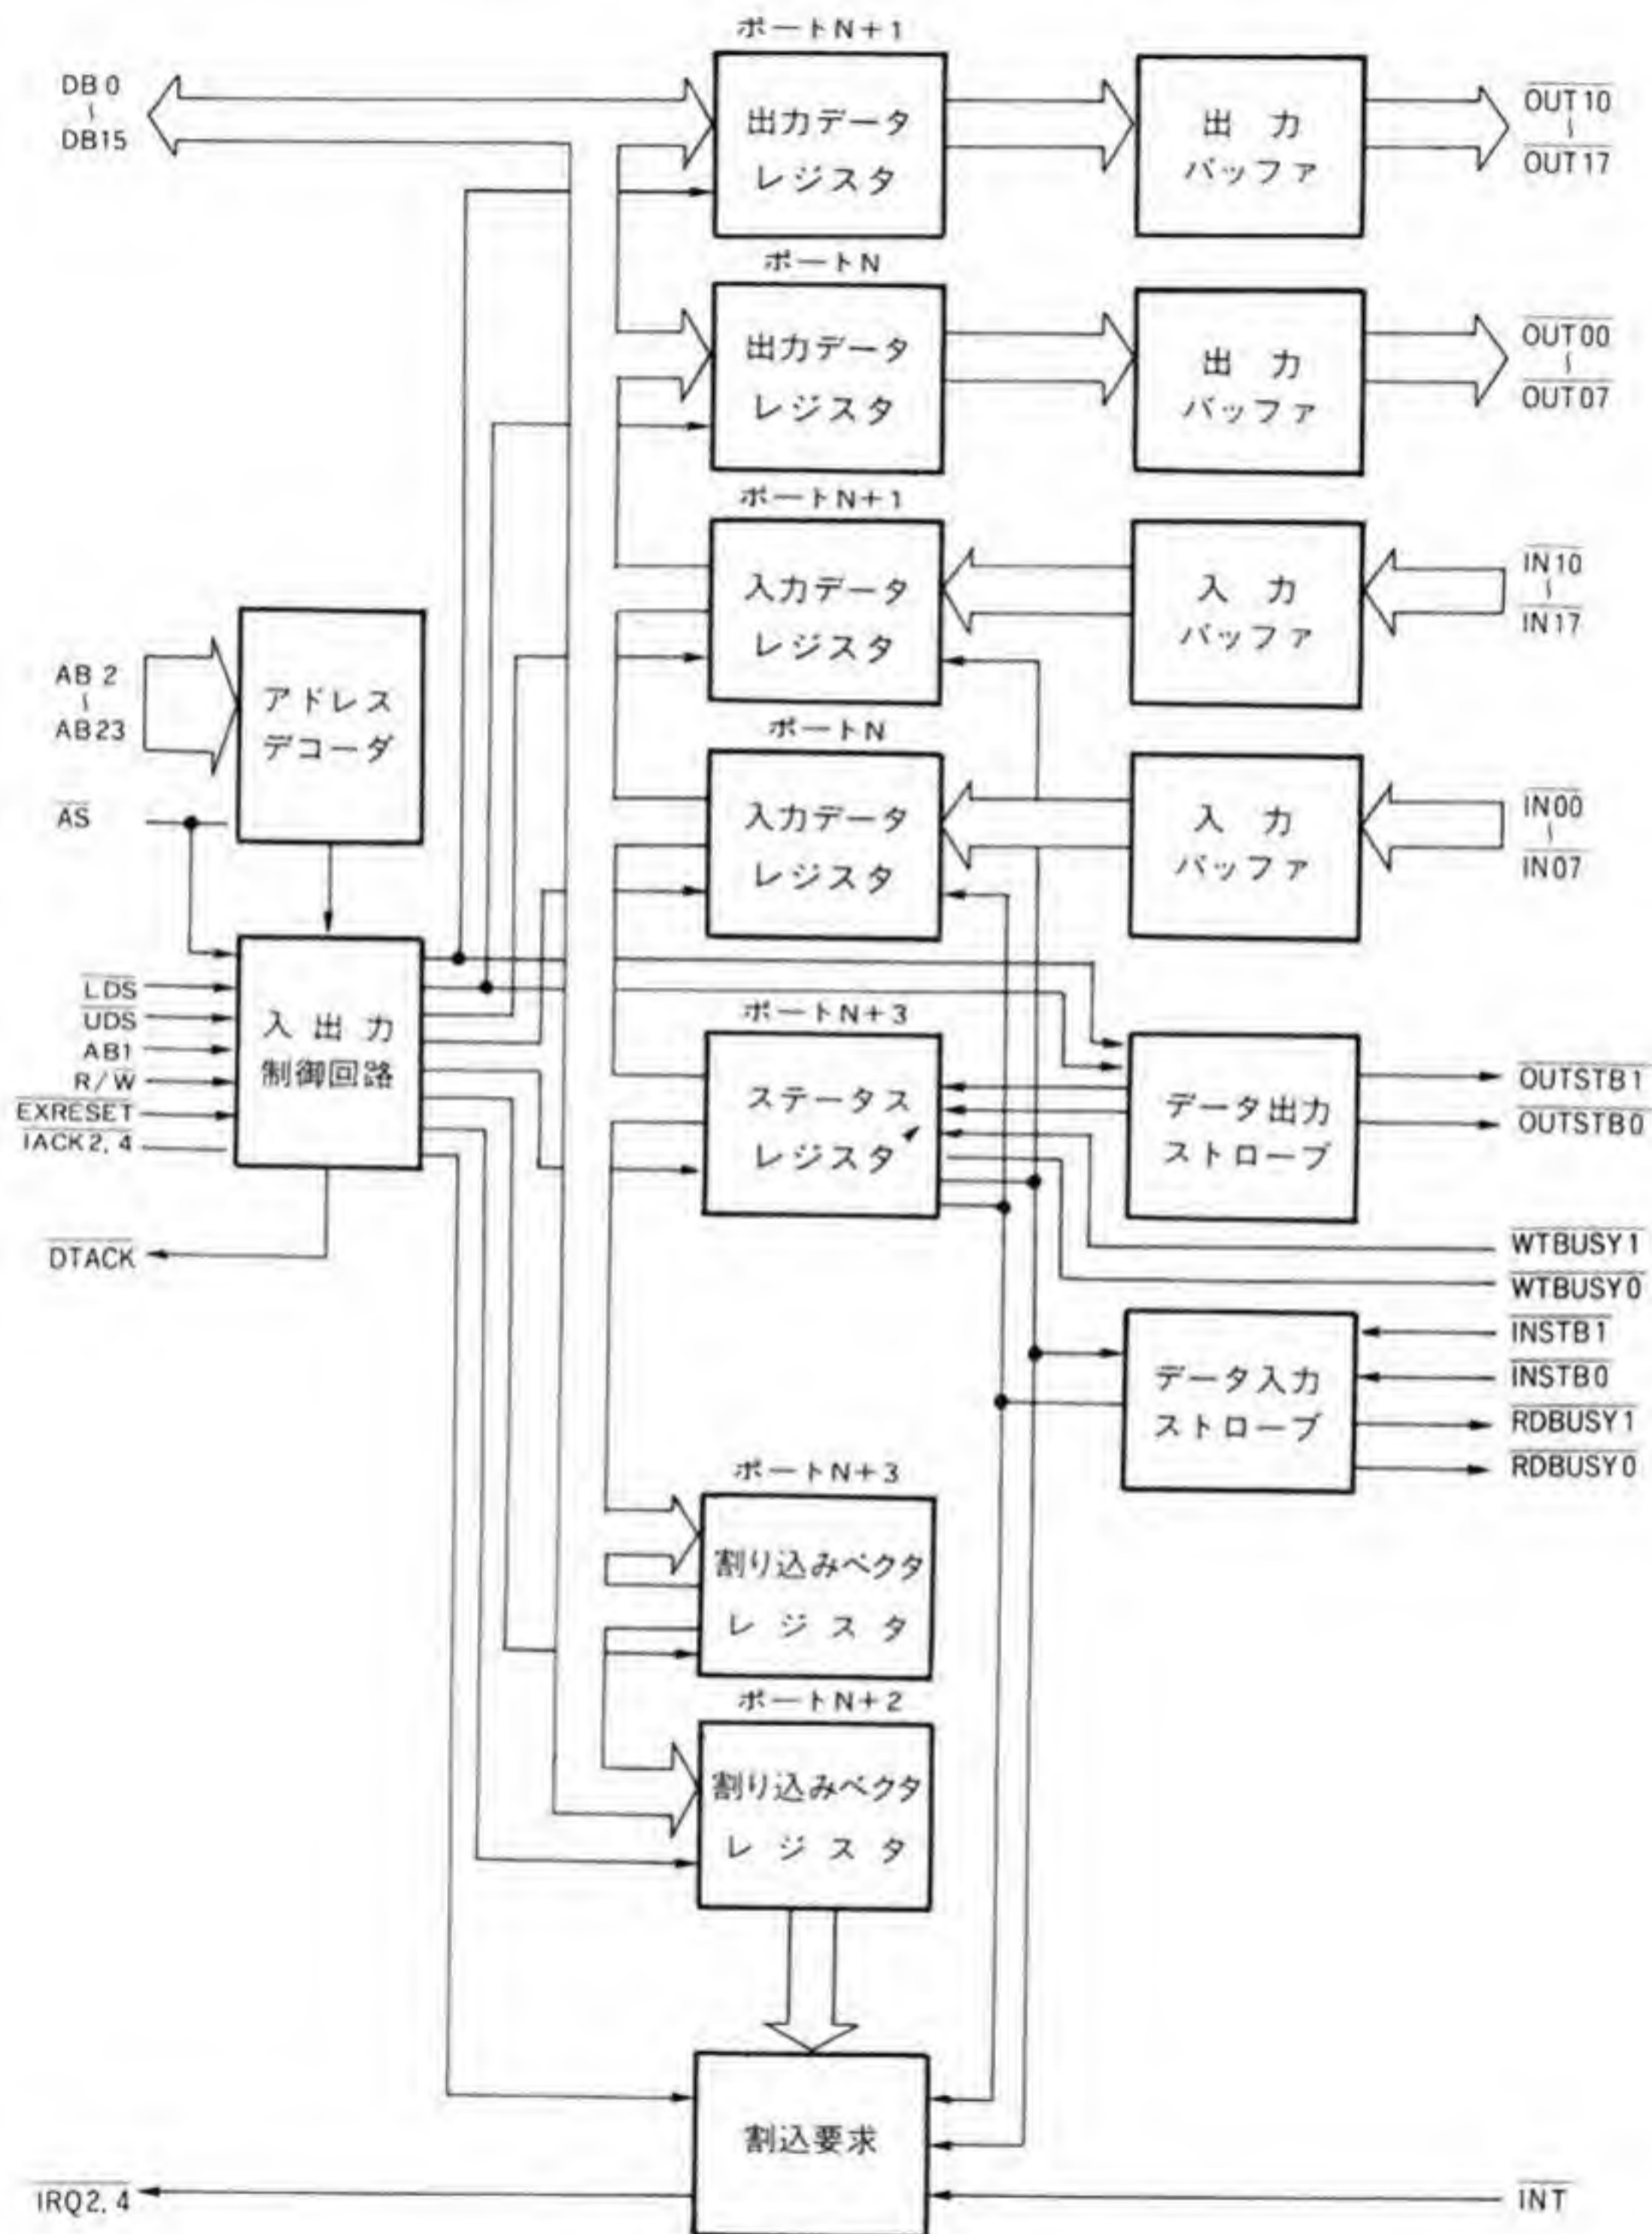 ポートN+1
DB0
~
DB15
出力データ
レジスタ
出力
バッファ
OUT10
~
OUT17
ポートN
出力データ
レジスタ
出力
バッファ
OUT00
~
OUT07
ポートN+1
入力データ
レジスタ
入力
バッファ
IN10
~
IN17
AB2
~
AB23
アドレス
デコーダ
AS
ポートN
入力データ
レジスタ
入力
バッファ
IN00
~
IN07
LDS
UDS
AB1
R/W
EXRESET
IACK2, 4
入出力
制御回路
DTACK
ポートN+3
ステータス
レジスタ
データ出力
ストローブ
OUTSTB1
OUTSTB0
WTBUSY1
WTBUSY0
INSTB1
INSTB0
RDBUSY1
RDBUSY0
データ入力
ストローブ
ポートN+3
割り込みベクタ
レジスタ
ポートN+2
割り込みベクタ
レジスタ
割込要求
IRQ2, 4
INT